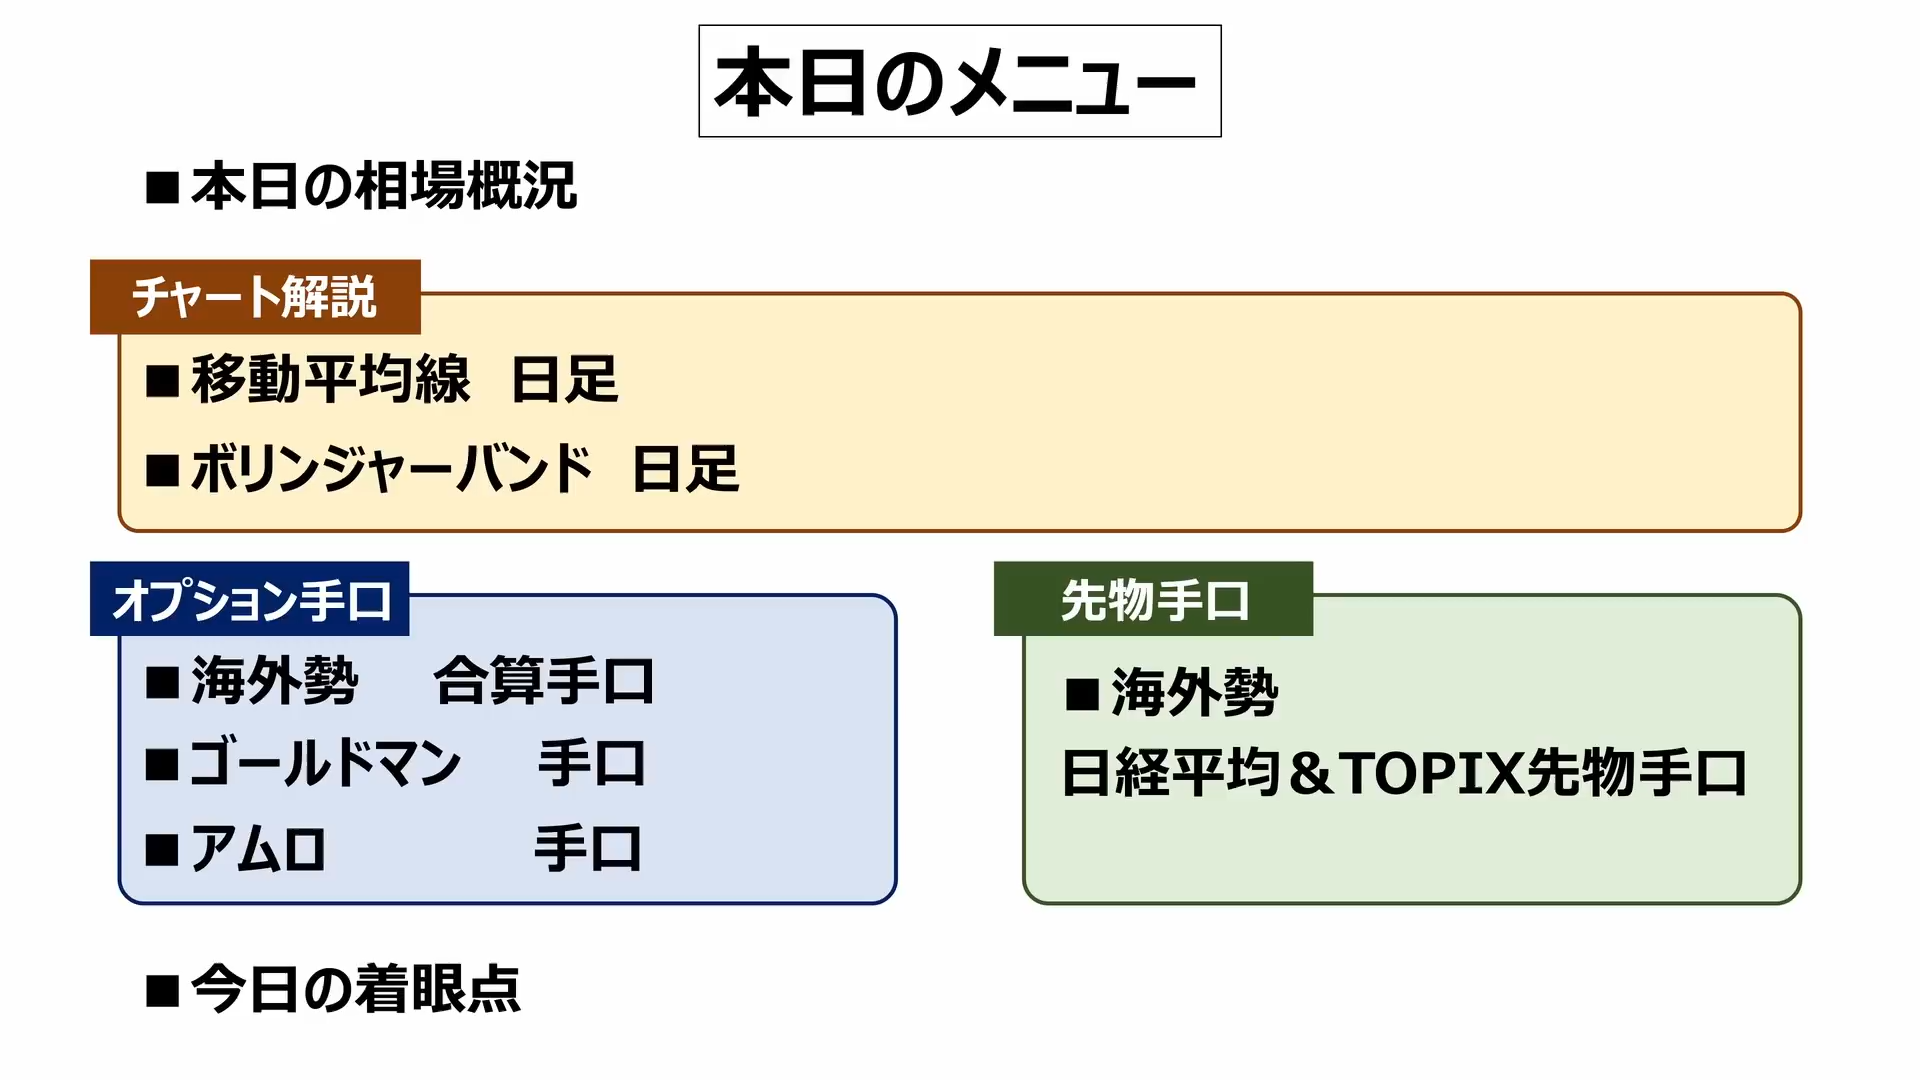 本日のメニュー
■本日の相場概況
チャート解説
■移動平均線　日足
■ボリンジャーバンド　日足
オプション手口
■海外勢　合算手口
■ゴールドマン　手口
■アムロ　手口
先物手口
■海外勢
日経平均＆TOPIX先物手口
■今日の着眼点